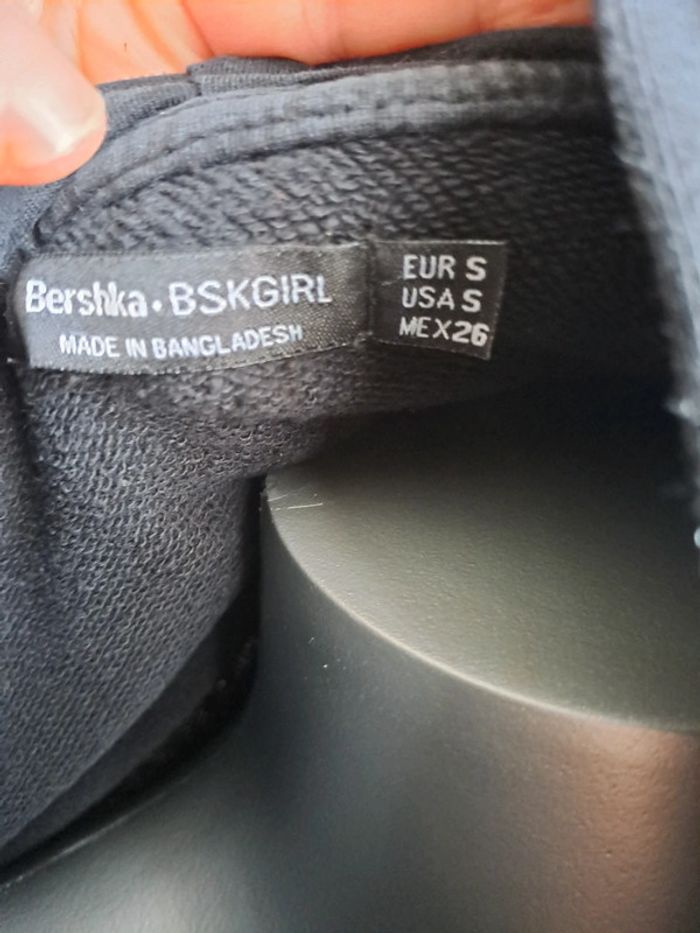 Bershka • BSKGIRL
MADE IN BANGLADESH
EUR S
USA S
MEX 26